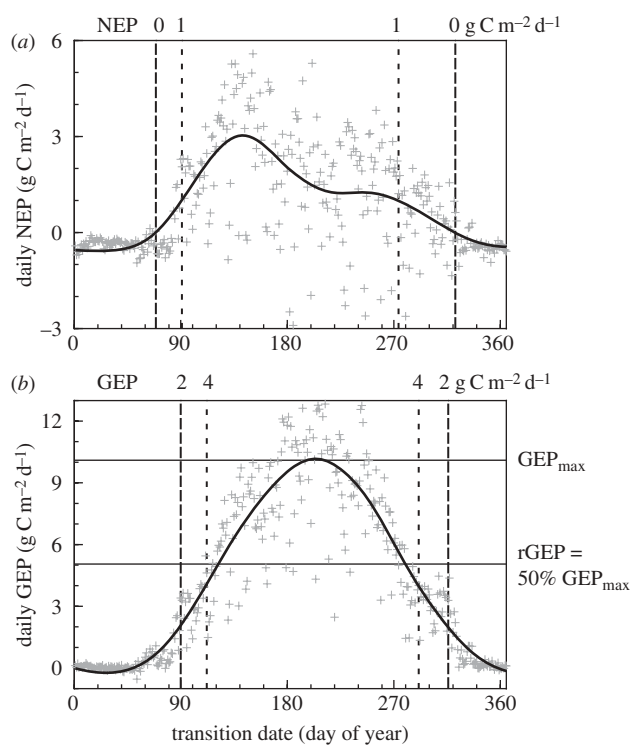 (a) NEP 0 1 1 0 g C m−2 d−1
6
3
0
−3
daily NEP (g C m−2 d−1)
0 90 180 270 360
(b) GEP 2 4 4 2 g C m−2 d−1
12
9
6
3
0
daily GEP (g C m−2 d−1)
GEPmax
rGEP =
50% GEPmax
0 90 180 270 360
transition date (day of year)